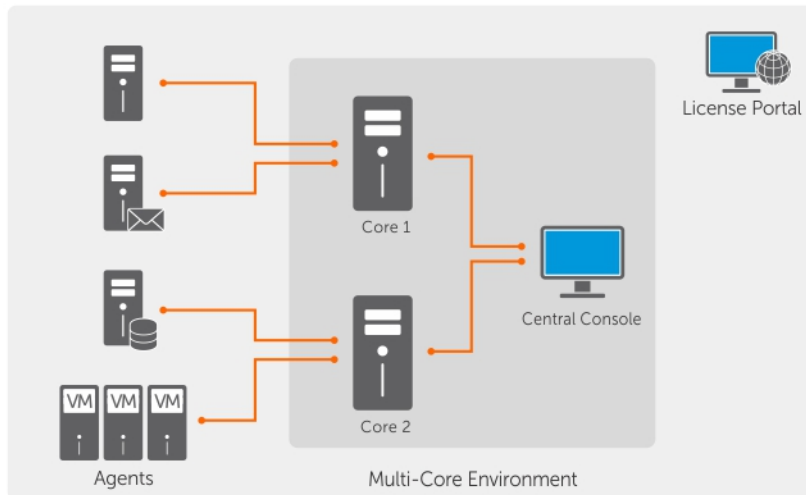 License Portal
Core 1
Central Console
Core 2
VM VM VM
Agents
Multi-Core Environment